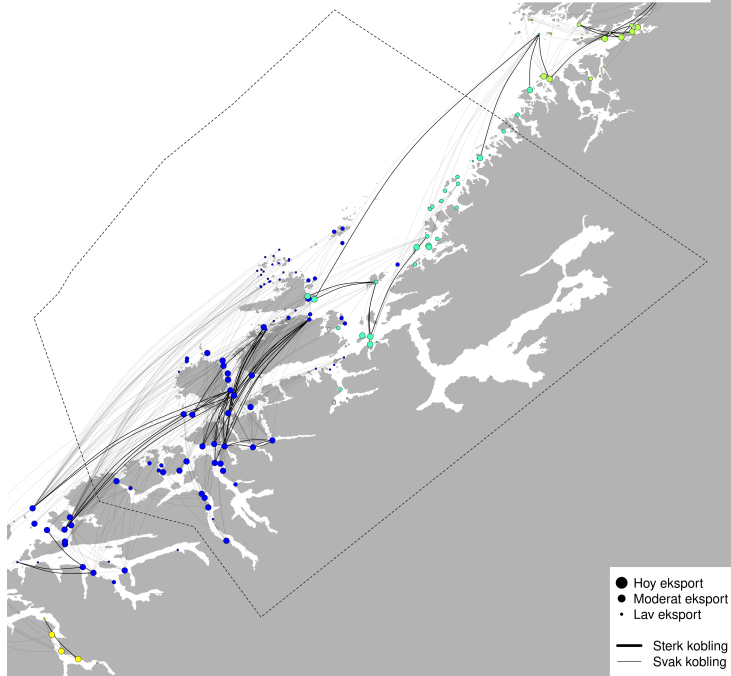 Hoy eksport
Moderat eksport
Lav eksport
Sterk kobling
Svak kobling